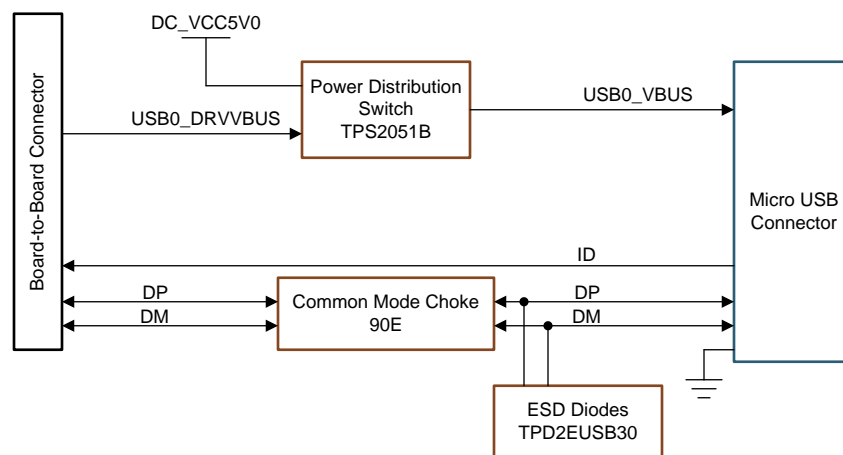 DC_VCC5V0
Power Distribution
Switch
TPS2051B
USB0_VBUS
USB0_DRVVBUS
Board-to-Board Connector
Micro USB
Connector
ID
DP
Common Mode Choke
90E
DP
DM
DM
ESD Diodes
TPD2EUSB30